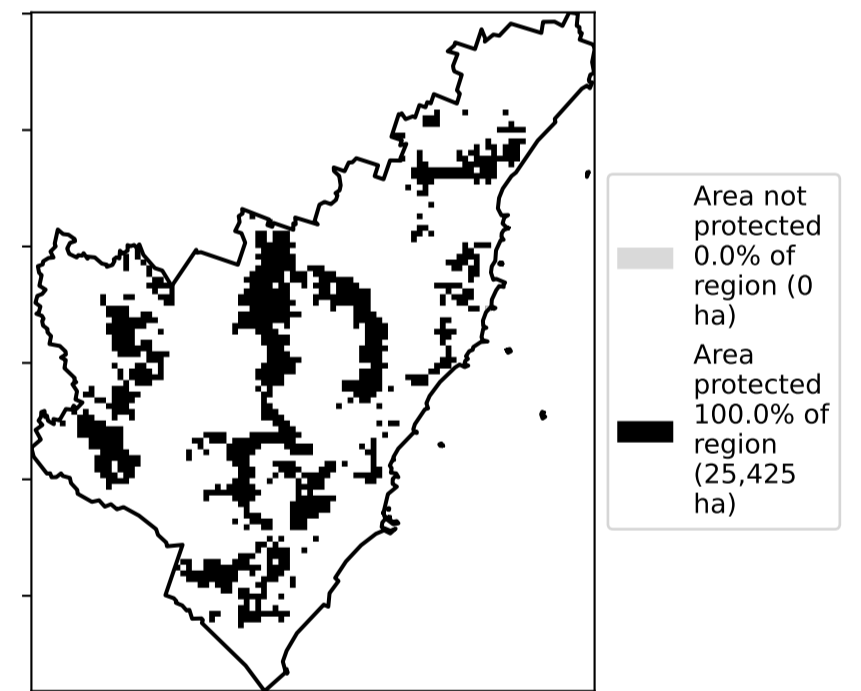 Area not
protected
0.0% of
region (0
ha)
Area
protected
100.0% of
region
(25,425
ha)